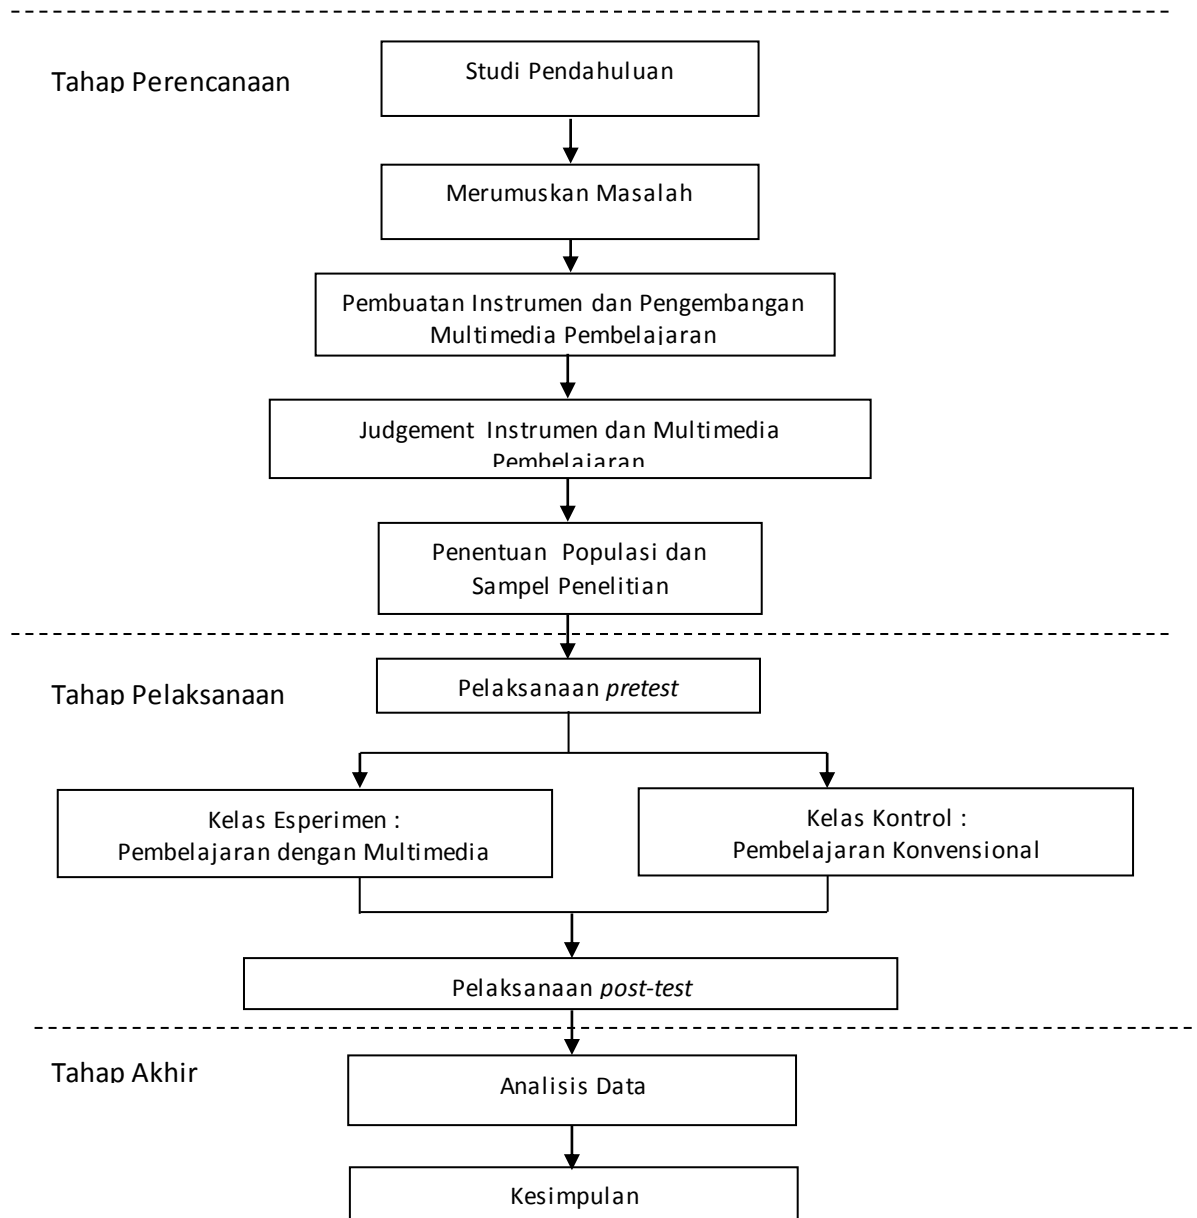 Tahap Perencanaan
Studi Pendahuluan
Merumuskan Masalah
Pembuatan Instrumen dan Pengembangan
Multimedia Pembelajaran
Judgement Instrumen dan Multimedia
Pembelajaran
Penentuan Populasi dan
Sampel Penelitian
Tahap Pelaksanaan
Pelaksanaan pretest
Kelas Esperimen :
Pembelajaran dengan Multimedia
Kelas Kontrol :
Pembelajaran Konvensional
Pelaksanaan post-test
Tahap Akhir
Analisis Data
Kesimpulan